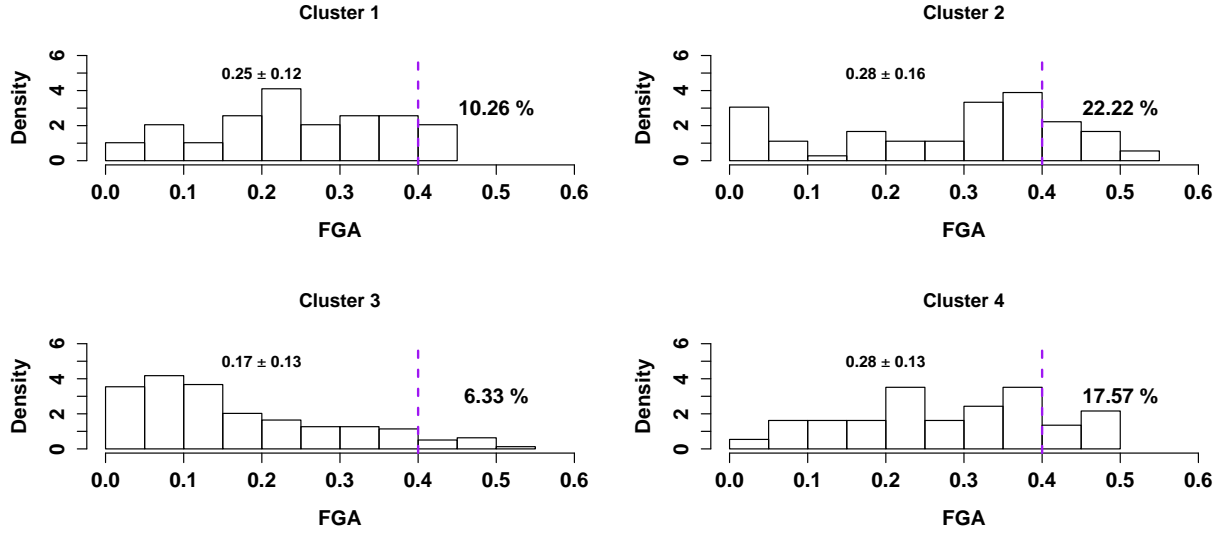 Cluster 1
Density
0 2 4 6
0.25 ± 0.12
10.26 %
0.0 0.1 0.2 0.3 0.4 0.5 0.6
FGA
Cluster 2
Density
0 2 4 6
0.28 ± 0.16
22.22 %
0.0 0.1 0.2 0.3 0.4 0.5 0.6
FGA
Cluster 3
Density
0 2 4 6
0.17 ± 0.13
6.33 %
0.0 0.1 0.2 0.3 0.4 0.5 0.6
FGA
Cluster 4
Density
0 2 4 6
0.28 ± 0.13
17.57 %
0.0 0.1 0.2 0.3 0.4 0.5 0.6
FGA